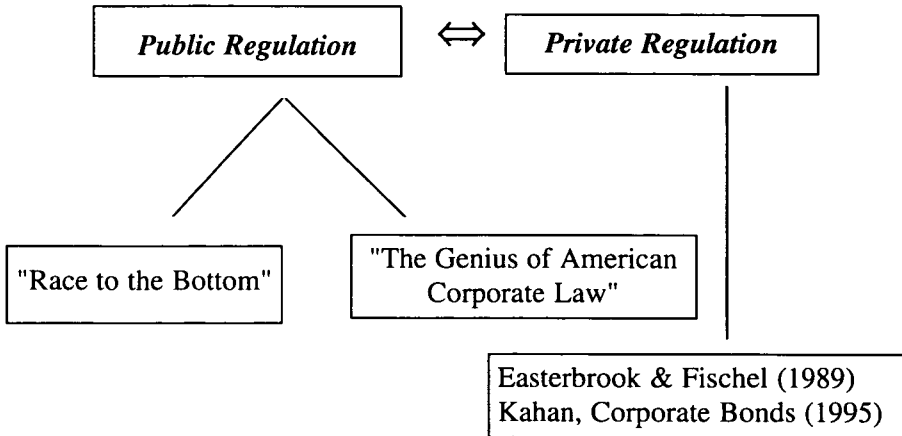 Public Regulation ⇔ Private Regulation
"Race to the Bottom"
"The Genius of American
Corporate Law"
Easterbrook & Fischel (1989)
Kahan, Corporate Bonds (1995)